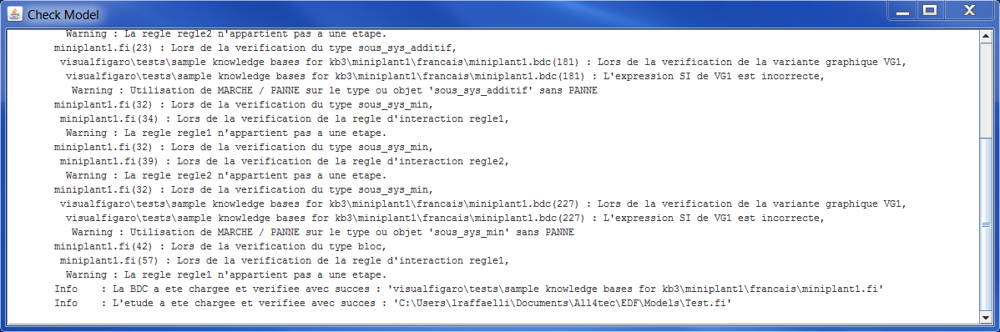 Check Model
Warning : La regle regle2 n'appartient pas a une etape.
miniplant1.fi(23) : Lors de la verification du type sous_sys_additif,
visualfigaro\tests\sample knowledge bases for kb3\miniplant1\francais\miniplant1.bdc(181) : Lors de la verification de la variante graphique VG1,
visualfigaro\tests\sample knowledge bases for kb3\miniplant1\francais\miniplant1.bdc(181) : L'expression SI de VG1 est incorrecte,
Warning : Utilisation de MARCHE / PANNE sur le type ou objet 'sous_sys_additif' sans PANNE
miniplant1.fi(32) : Lors de la verification du type sous_sys_min,
miniplant1.fi(34) : Lors de la verification de la regle d'interaction regle1,
Warning : La regle regle1 n'appartient pas a une etape.
miniplant1.fi(32) : Lors de la verification du type sous_sys_min,
miniplant1.fi(39) : Lors de la verification de la regle d'interaction regle2,
Warning : La regle regle2 n'appartient pas a une etape.
miniplant1.fi(32) : Lors de la verification du type sous_sys_min,
visualfigaro\tests\sample knowledge bases for kb3\miniplant1\francais\miniplant1.bdc(227) : Lors de la verification de la variante graphique VG1,
visualfigaro\tests\sample knowledge bases for kb3\miniplant1\francais\miniplant1.bdc(227) : L'expression SI de VG1 est incorrecte,
Warning : Utilisation de MARCHE / PANNE sur le type ou objet 'sous_sys_min' sans PANNE
miniplant1.fi(42) : Lors de la verification du type bloc,
miniplant1.fi(57) : Lors de la verification de la regle d'interaction regle1,
Warning : La regle regle1 n'appartient pas a une etape.
Info : La BDC a ete chargee et verifiee avec succes : 'visualfigaro\tests\sample knowledge bases for kb3\miniplant1\francais\miniplant1.fi'
Info : L'etude a ete chargee et verifiee avec succes : 'C:\Users\lraffaelli\Documents\All4tec\EDF\Models\Test.fi'